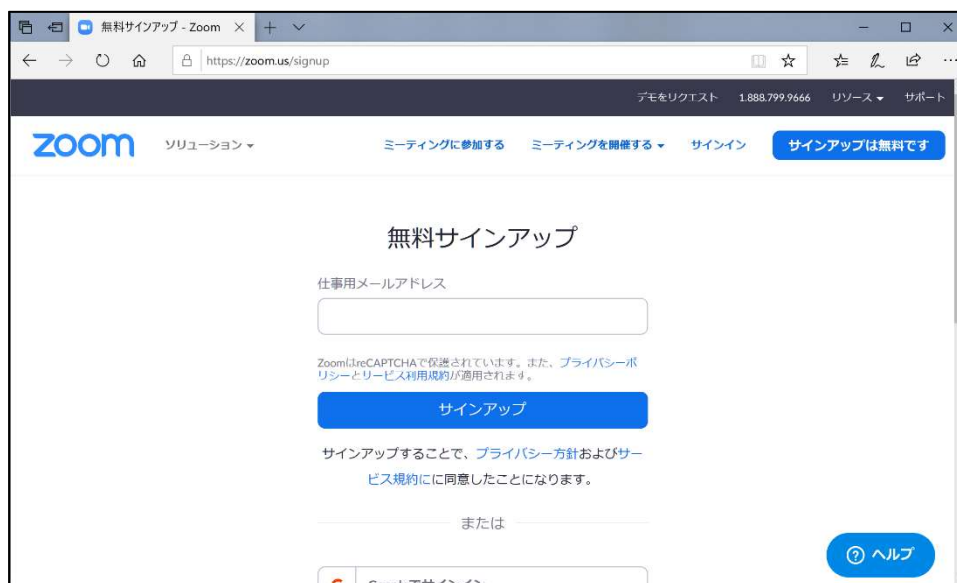 無料サインアップ - Zoom
https://zoom.us/signup
デモをリクエスト 1.888.799.9666 リソース サポート
zoom ソリューション ミーティングに参加する ミーティングを開催する サインイン サインアップは無料です
無料サインアップ
仕事用メールアドレス
ZoomはreCAPTCHAで保護されています。また、プライバシーポ
リシーとサービス利用規約が適用されます。
サインアップ
サインアップすることで、プライバシー方針およびサー
ビス規約にに同意したことになります。
または
ヘルプ